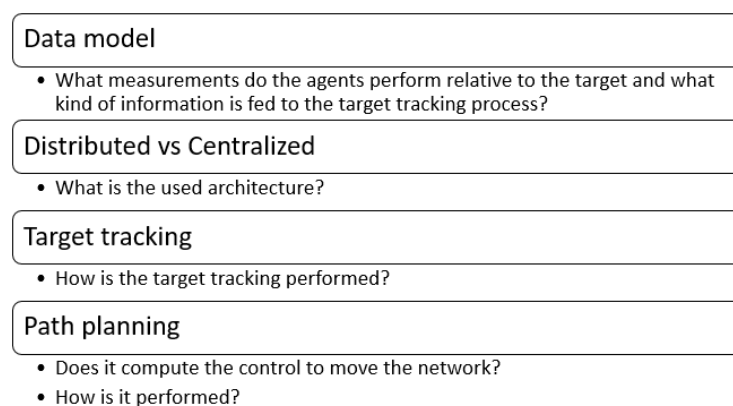 Data model
• What measurements do the agents perform relative to the target and what
kind of information is fed to the target tracking process?
Distributed vs Centralized
• What is the used architecture?
Target tracking
• How is the target tracking performed?
Path planning
• Does it compute the control to move the network?
• How is it performed?